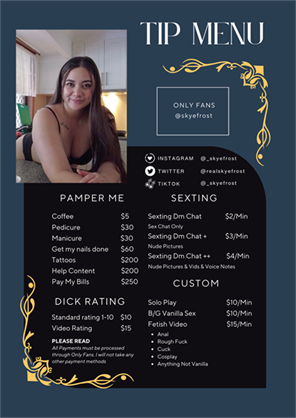 TIP MENU
ONLY FANS
@skyefrost
INSTAGRAM @_skyefrost
TWITTER @realskyefrost
TIKTOK @_skyefrost
PAMPER ME
Coffee $5
Pedicure $30
Manicure $30
Get my nails done $60
Tattoos $200
Help Content $200
Pay My Bills $250
DICK RATING
Standard rating 1-10 $10
Video Rating $15
PLEASE READ
All Payments must be processed
through Only Fans, I will not take any
other payment methods
SEXTING
Sexting Dm Chat $2/Min
Sex Chat Only
Sexting Dm Chat + $3/Min
Nude Pictures
Sexting Dm Chat ++ $4/Min
Nude Pictures & Vids & Voice Notes
CUSTOM
Solo Play $10/Min
B/G Vanilla Sex $10/Min
Fetish Video $15/Min
• Anal
• Rough Fuck
• Cuck
• Cosplay
• Anything Not Vanilla